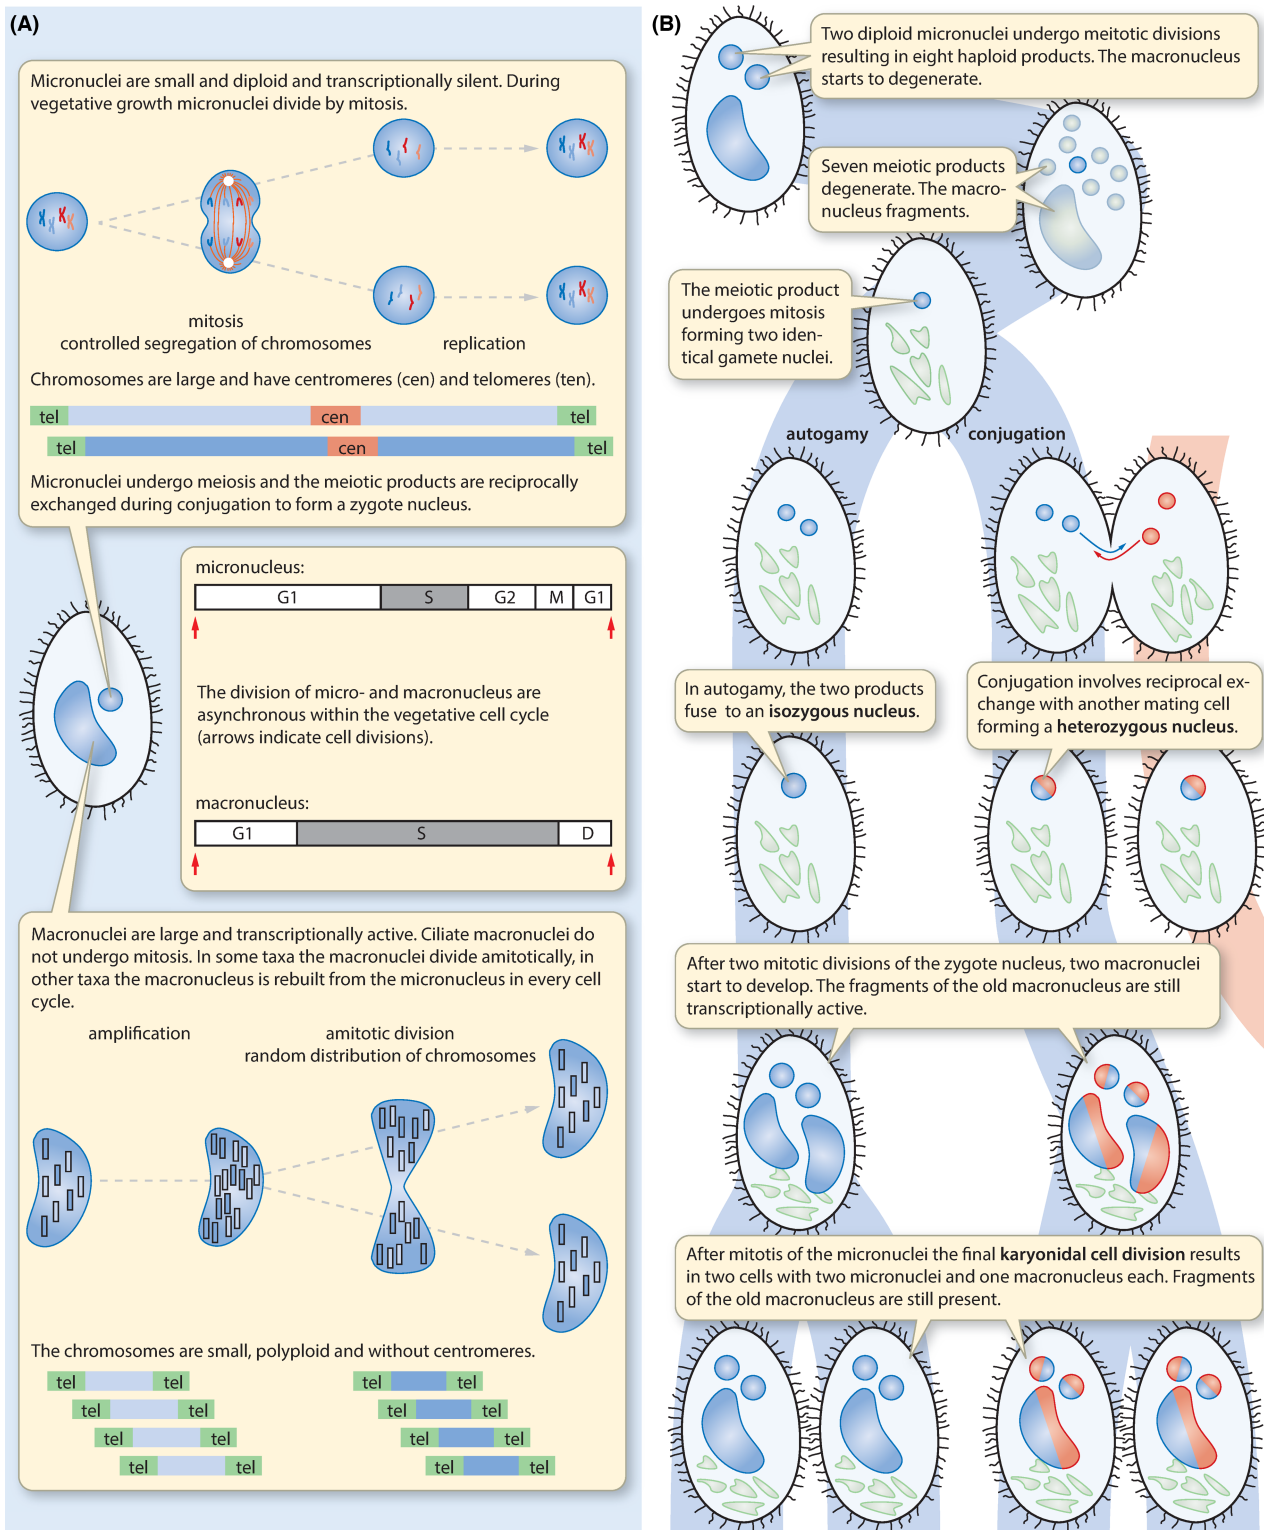 (A)
Micronuclei are small and diploid and transcriptionally silent. During
vegetative growth micronuclei divide by mitosis.
mitosis
controlled segregation of chromosomes
replication
Chromosomes are large and have centromeres (cen) and telomeres (ten).
tel cen tel
tel cen tel
Micronuclei undergo meiosis and the meiotic products are reciprocally
exchanged during conjugation to form a zygote nucleus.
micronucleus:
G1 S G2 M G1
The division of micro- and macronucleus are
asynchronous within the vegetative cell cycle
(arrows indicate cell divisions).
macronucleus:
G1 S D
Macronuclei are large and transcriptionally active. Ciliate macronuclei do
not undergo mitosis. In some taxa the macronuclei divide amitotically, in
other taxa the macronucleus is rebuilt from the micronucleus in every cell
cycle.
amplification
amitotic division
random distribution of chromosomes
The chromosomes are small, polyploid and without centromeres.
tel tel tel tel
tel tel tel tel
tel tel tel tel
tel tel tel tel
(B)
Two diploid micronuclei undergo meitotic divisions
resulting in eight haploid products. The macronucleus
starts to degenerate.
Seven meiotic products
degenerate. The macro-
nucleus fragments.
The meiotic product
undergoes mitosis
forming two iden-
tical gamete nuclei.
autogamy
conjugation
In autogamy, the two products
fuse to an isozygous nucleus.
Conjugation involves reciprocal ex-
change with another mating cell
forming a heterozygous nucleus.
After two mitotic divisions of the zygote nucleus, two macronuclei
start to develop. The fragments of the old macronucleus are still
transcriptionally active.
After mitotis of the micronuclei the final karyonidal cell division results
in two cells with two micronuclei and one macronucleus each. Fragments
of the old macronucleus are still present.